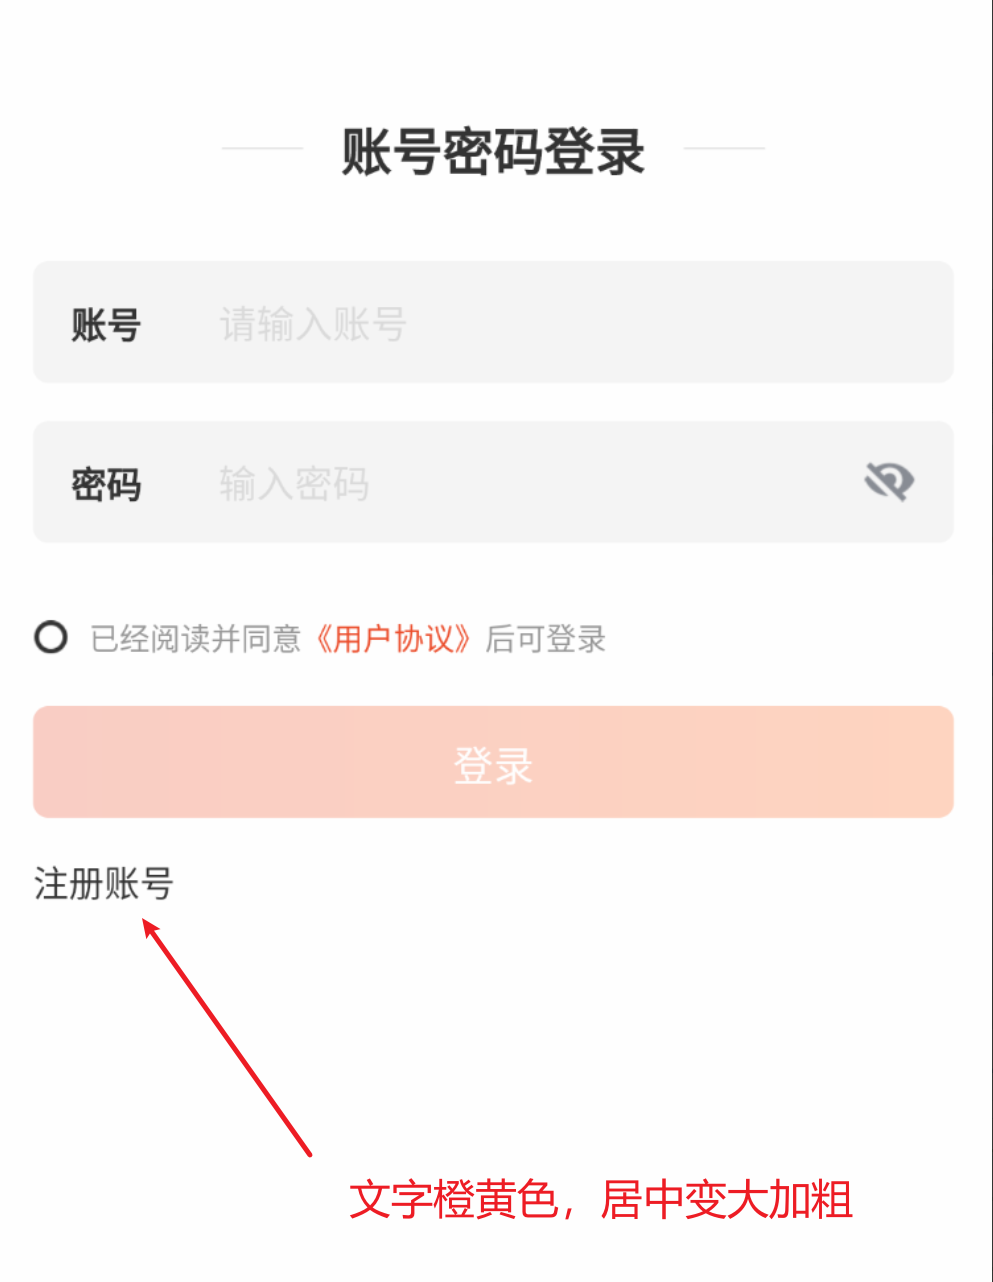 账号密码登录
账号 请输入账号
密码 输入密码
已经阅读并同意《用户协议》后可登录
登录
注册账号
文字橙黄色，居中变大加粗